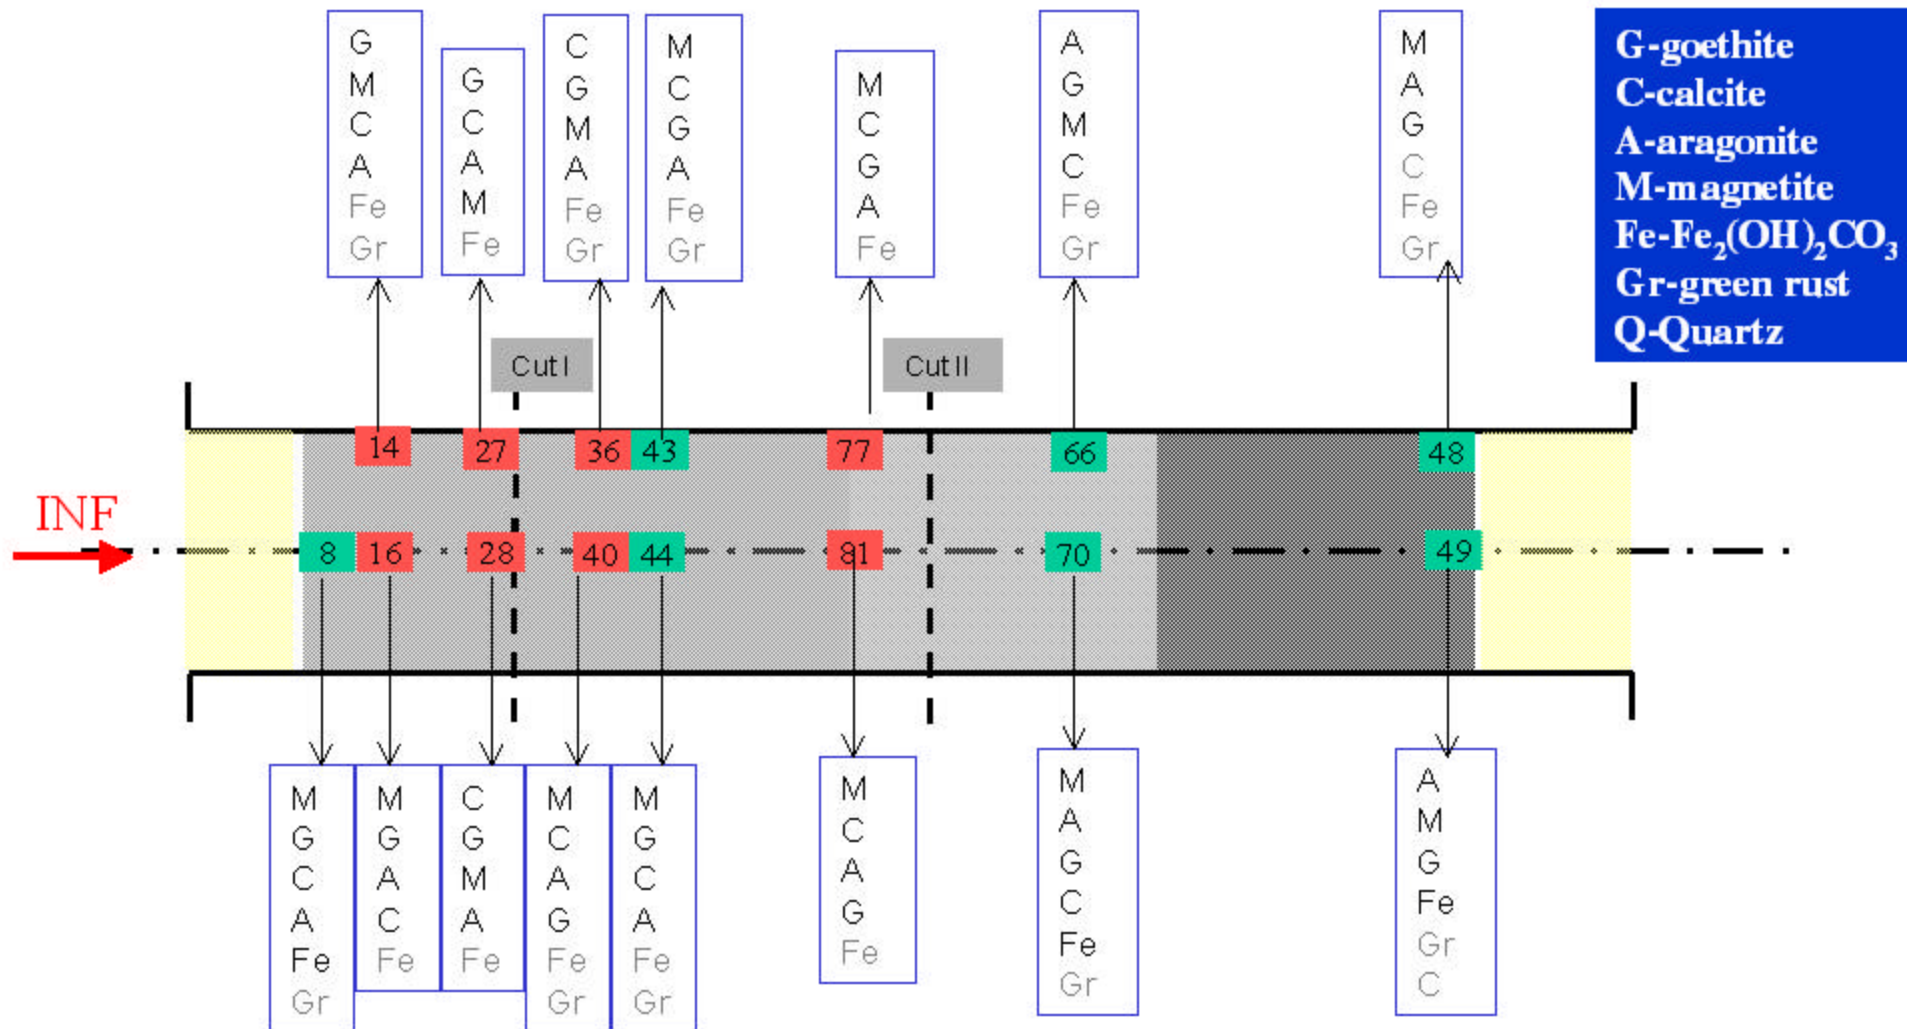 G
M
C
A
Fe
Gr
G
C
A
M
Fe
C
G
M
A
Fe
Gr
M
C
G
A
Fe
Gr
M
C
G
A
Fe
A
G
M
C
Fe
Gr
M
A
G
C
Fe
Gr
G-goethite
C-calcite
A-aragonite
M-magnetite
Fe-Fe₂(OH)₂CO₃
Gr-green rust
Q-Quartz
Cut I
Cut II
14
27
36
43
77
66
48
INF
8
16
28
40
44
81
70
49
M
G
C
A
Fe
Gr
M
G
A
C
Fe
C
G
M
A
Fe
M
C
A
G
Fe
Gr
M
G
C
A
Fe
Gr
M
C
A
G
Fe
M
A
G
C
Fe
Gr
A
M
G
Fe
Gr
C